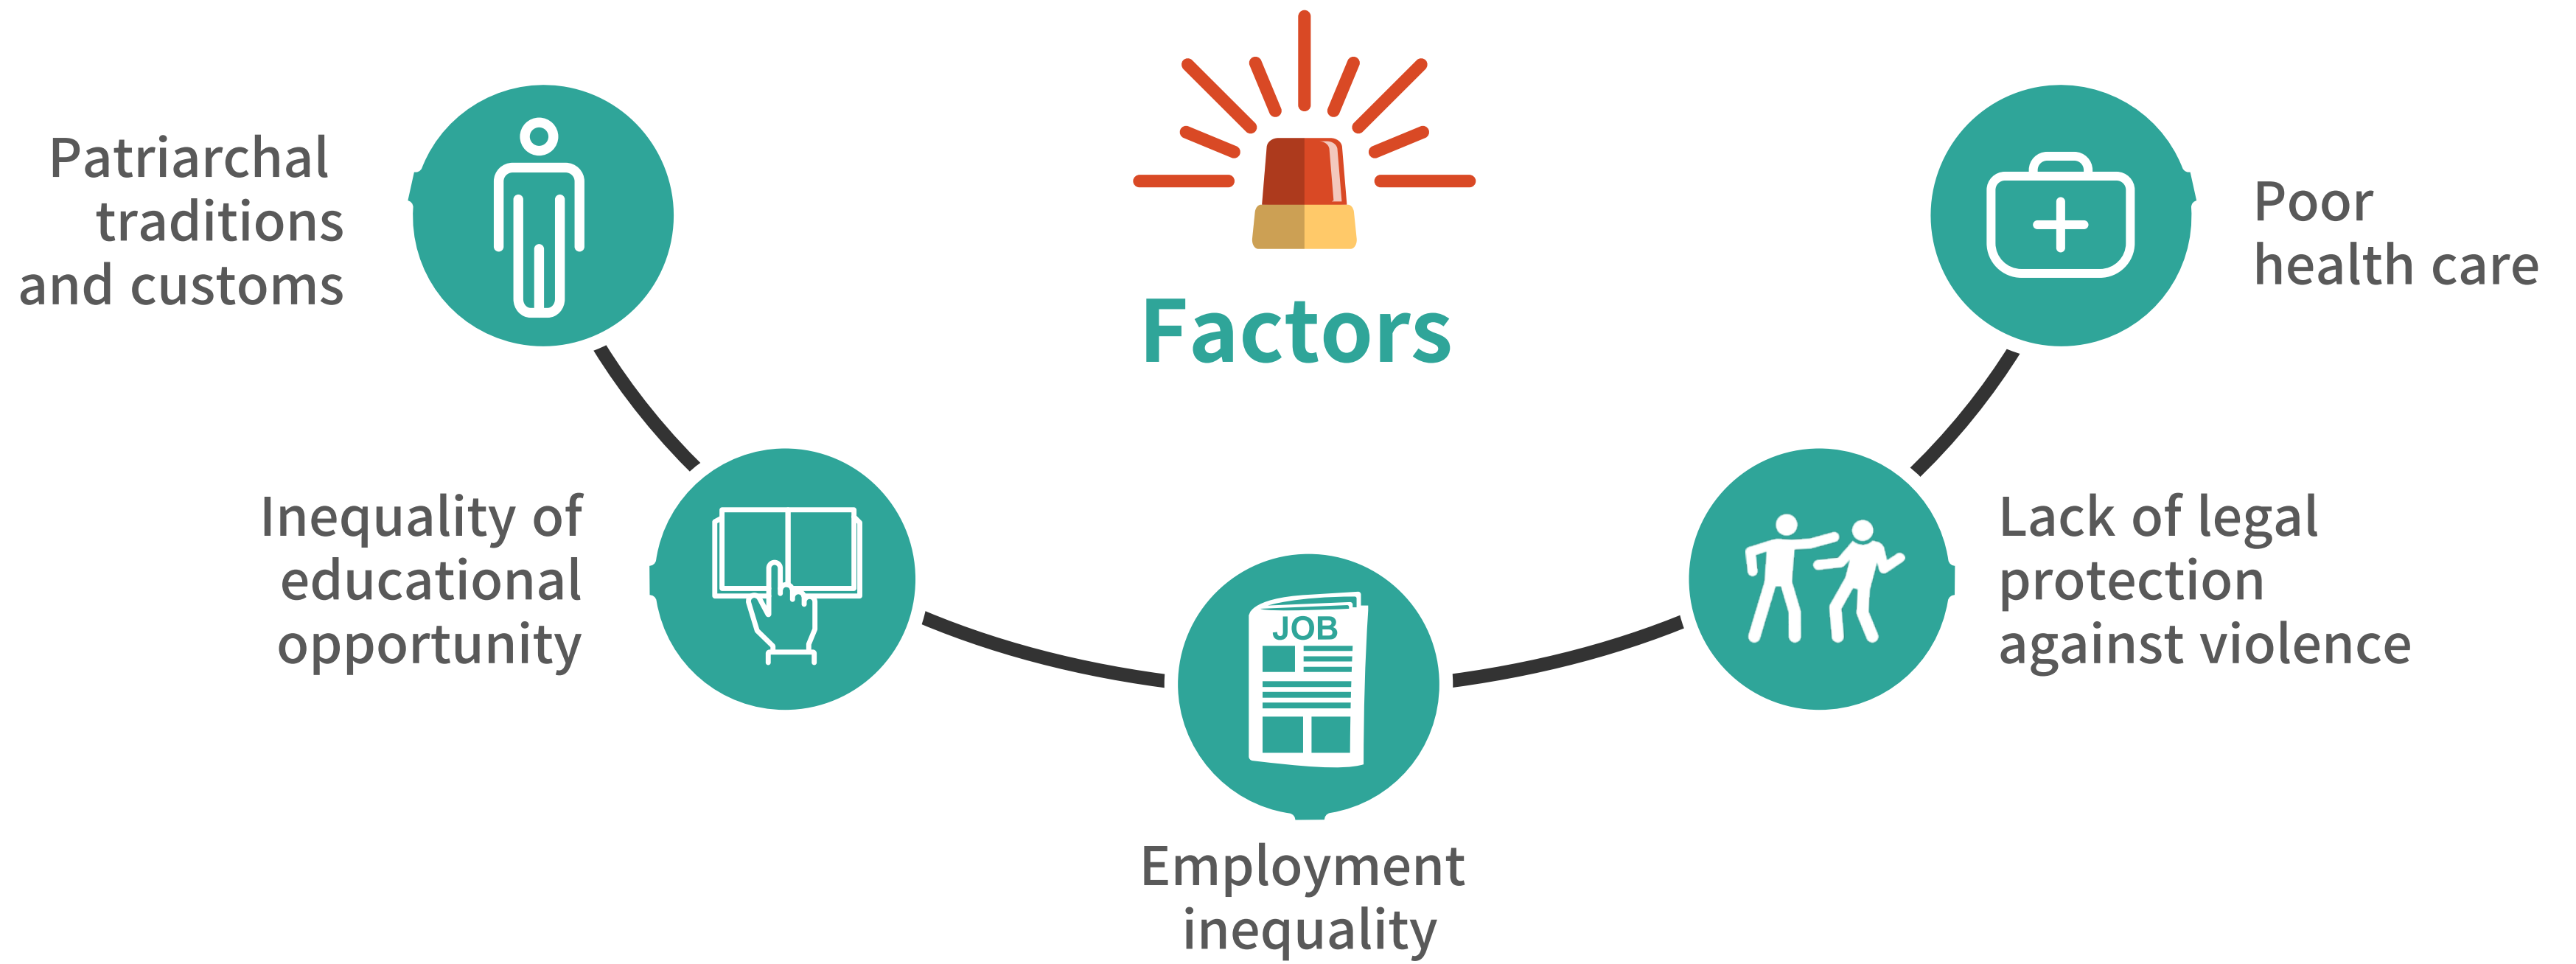 Factors
Patriarchal
traditions
and customs
Inequality of
educational
opportunity
JOB
Employment
inequality
Lack of legal
protection
against violence
Poor
health care